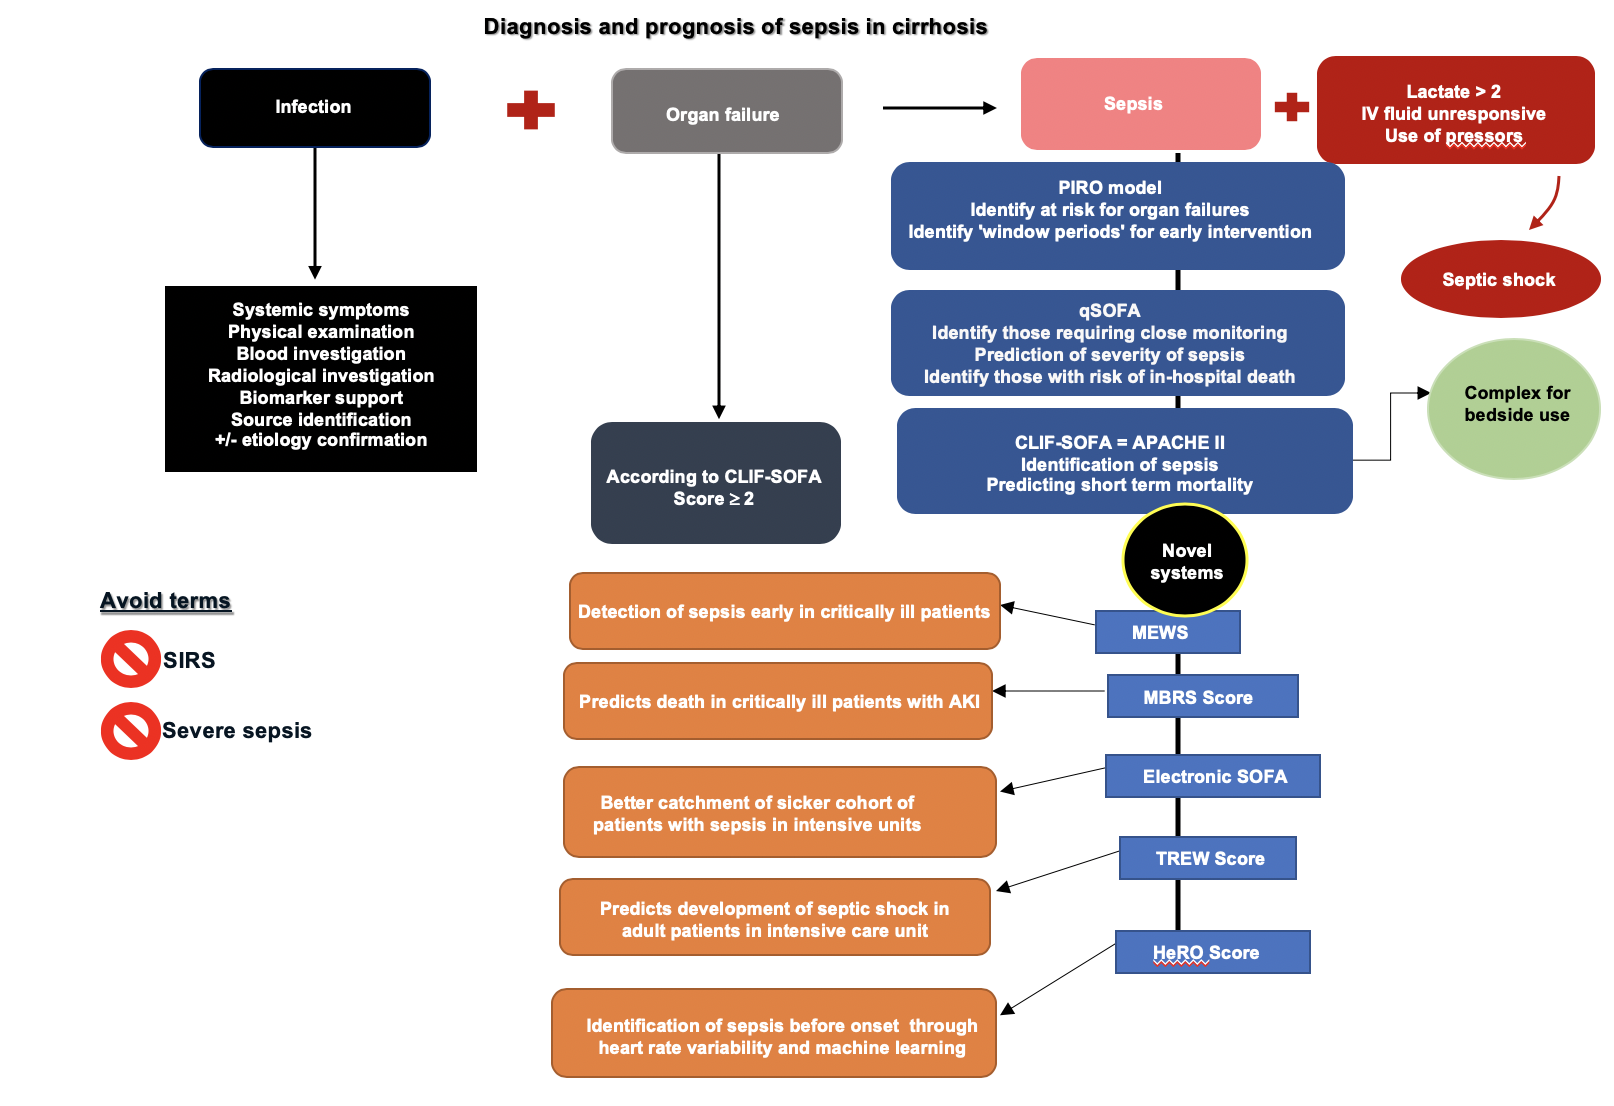 Diagnosis and prognosis of sepsis in cirrhosis
Infection
Organ failure
Sepsis
Lactate > 2
IV fluid unresponsive
Use of pressors
PIRO model
Identify at risk for organ failures
Identify 'window periods' for early intervention
Septic shock
Systemic symptoms
Physical examination
Blood investigation
Radiological investigation
Biomarker support
Source identification
+/- etiology confirmation
qSOFA
Identify those requiring close monitoring
Prediction of severity of sepsis
Identify those with risk of in-hospital death
Complex for
bedside use
According to CLIF-SOFA
Score ≥ 2
CLIF-SOFA = APACHE II
Identification of sepsis
Predicting short term mortality
Novel
systems
Avoid terms
SIRS
Severe sepsis
Detection of sepsis early in critically ill patients
MEWS
Predicts death in critically ill patients with AKI
MBRS Score
Better catchment of sicker cohort of
patients with sepsis in intensive units
Electronic SOFA
Predicts development of septic shock in
adult patients in intensive care unit
TREW Score
Identification of sepsis before onset  through
heart rate variability and machine learning
HeRO Score